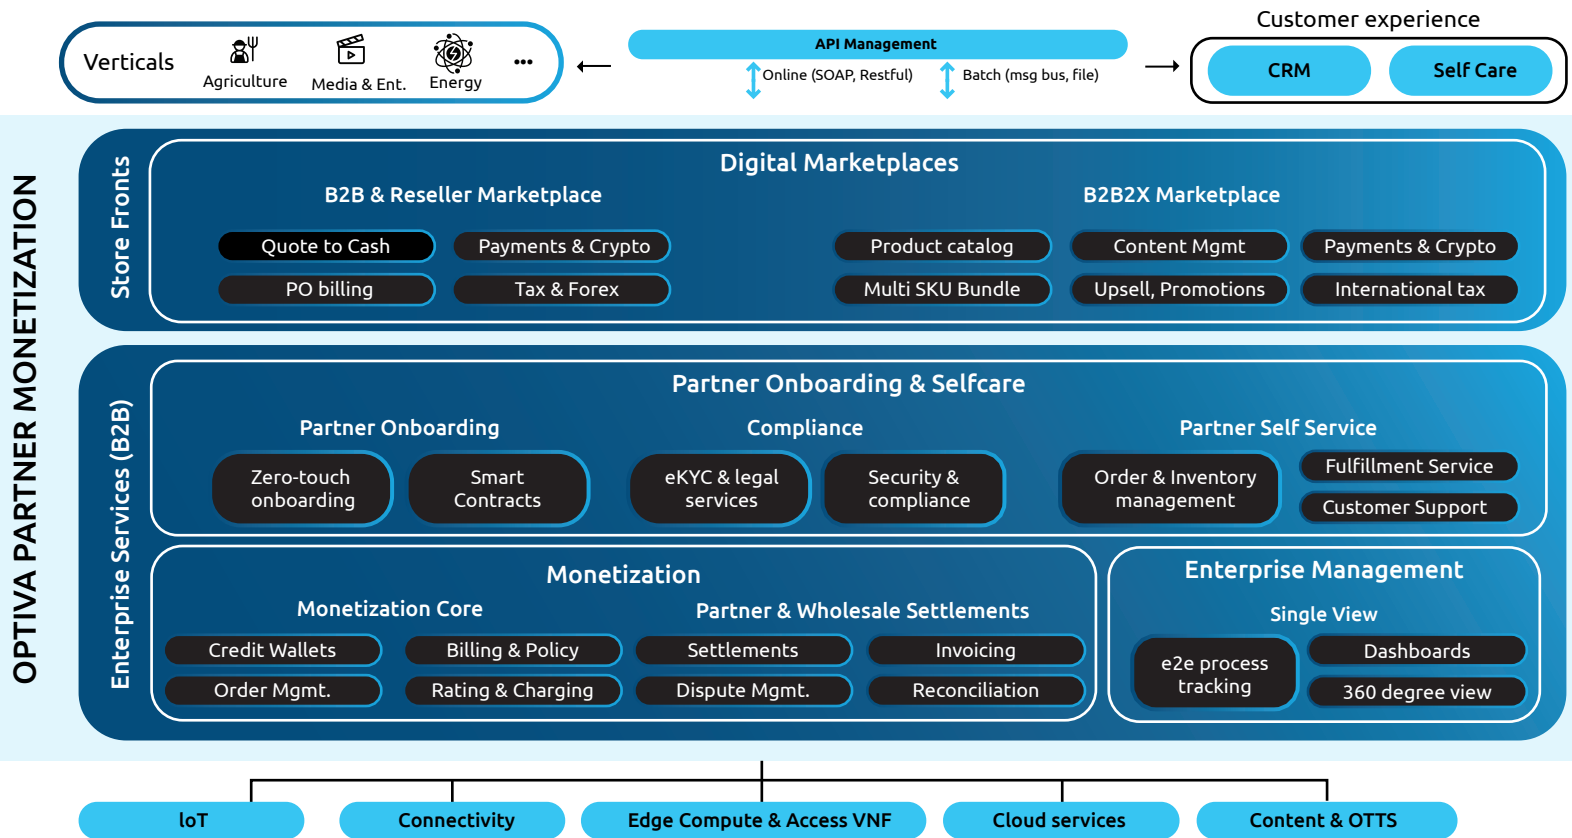 Customer experience
Verticals
Agriculture
Media & Ent.
Energy
...
API Management
Online (SOAP, Restful)
Batch (msg bus, file)
CRM
Self Care
OPTIVA PARTNER MONETIZATION
Store Fronts
Digital Marketplaces
B2B & Reseller Marketplace
Quote to Cash
Payments & Crypto
PO billing
Tax & Forex
B2B2X Marketplace
Product catalog
Content Mgmt
Payments & Crypto
Multi SKU Bundle
Upsell, Promotions
International tax
Enterprise Services (B2B)
Partner Onboarding & Selfcare
Partner Onboarding
Zero-touch
onboarding
Smart
Contracts
Compliance
eKYC & legal
services
Security &
compliance
Partner Self Service
Order & Inventory
management
Fulfillment Service
Customer Support
Monetization
Monetization Core
Credit Wallets
Billing & Policy
Order Mgmt.
Rating & Charging
Partner & Wholesale Settlements
Settlements
Invoicing
Dispute Mgmt.
Reconciliation
Enterprise Management
Single View
e2e process
tracking
Dashboards
360 degree view
loT
Connectivity
Edge Compute & Access VNF
Cloud services
Content & OTTS